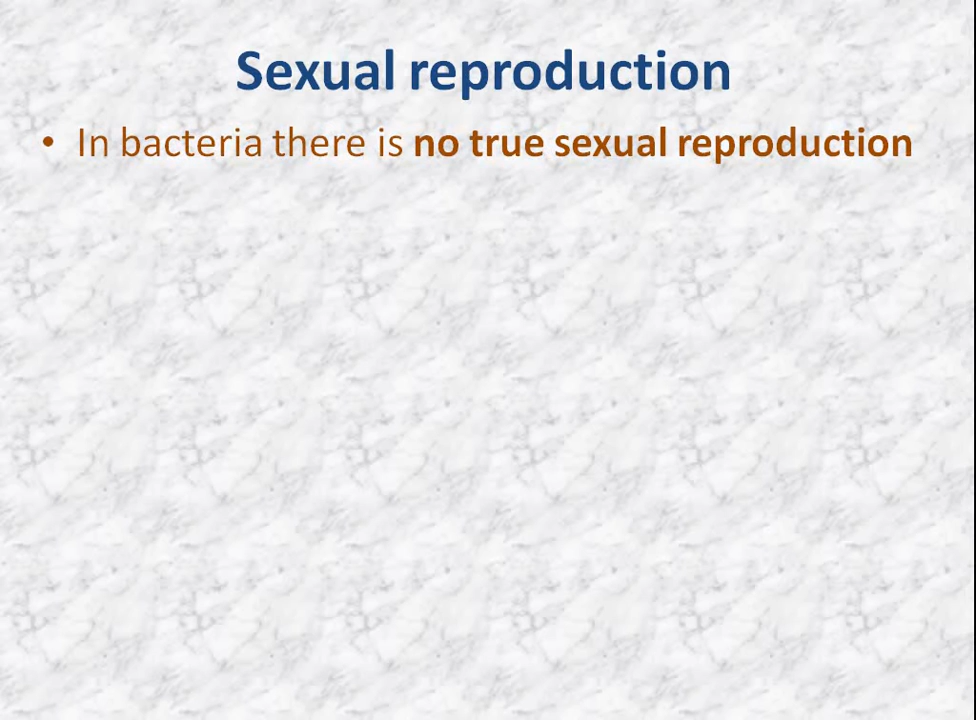 Sexual reproduction
• In bacteria there is no true sexual reproduction